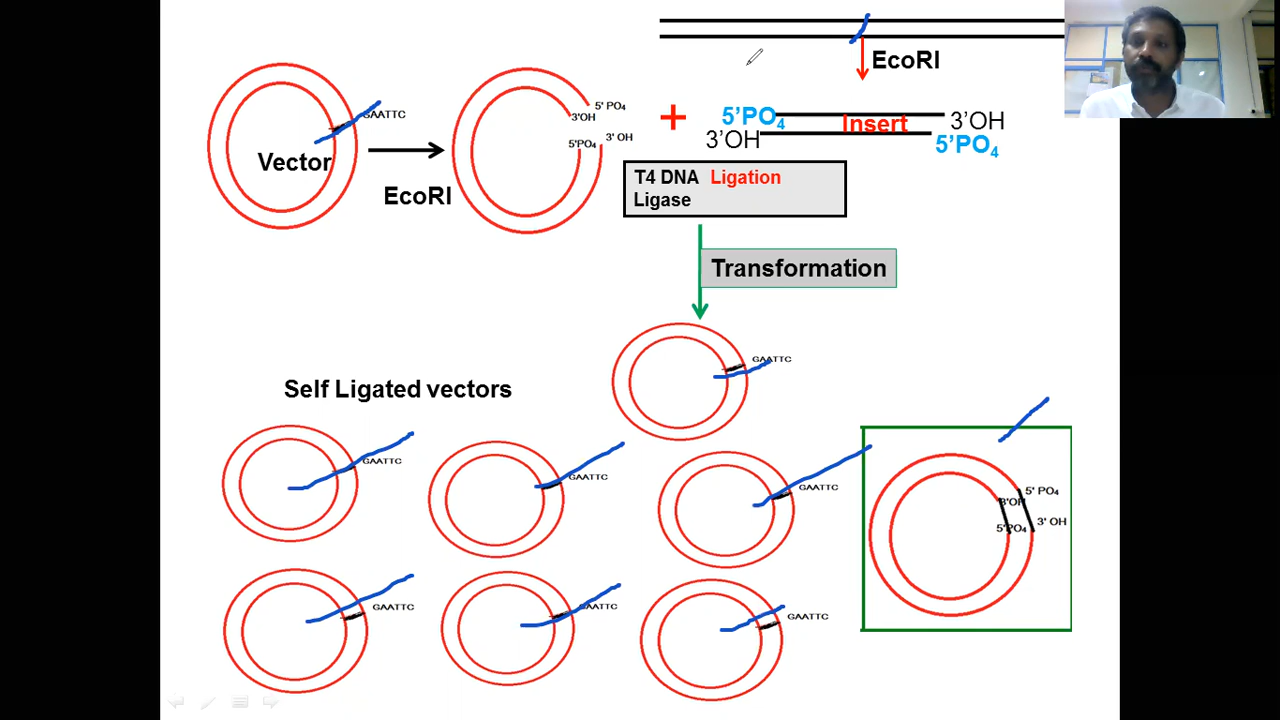 EcoRI
GAATTC
Vector
EcoRI
5' PO4
3'OH
3' OH
5'PO4
+
5'PO4
Insert
3'OH
3'OH
5'PO4
T4 DNA Ligation
Ligase
Transformation
GAATTC
Self Ligated vectors
GAATTC
GAATTC
GAATTC
5' PO4
3'OH
3' OH
5'PO4
GAATTC
GAATTC
GAATTC